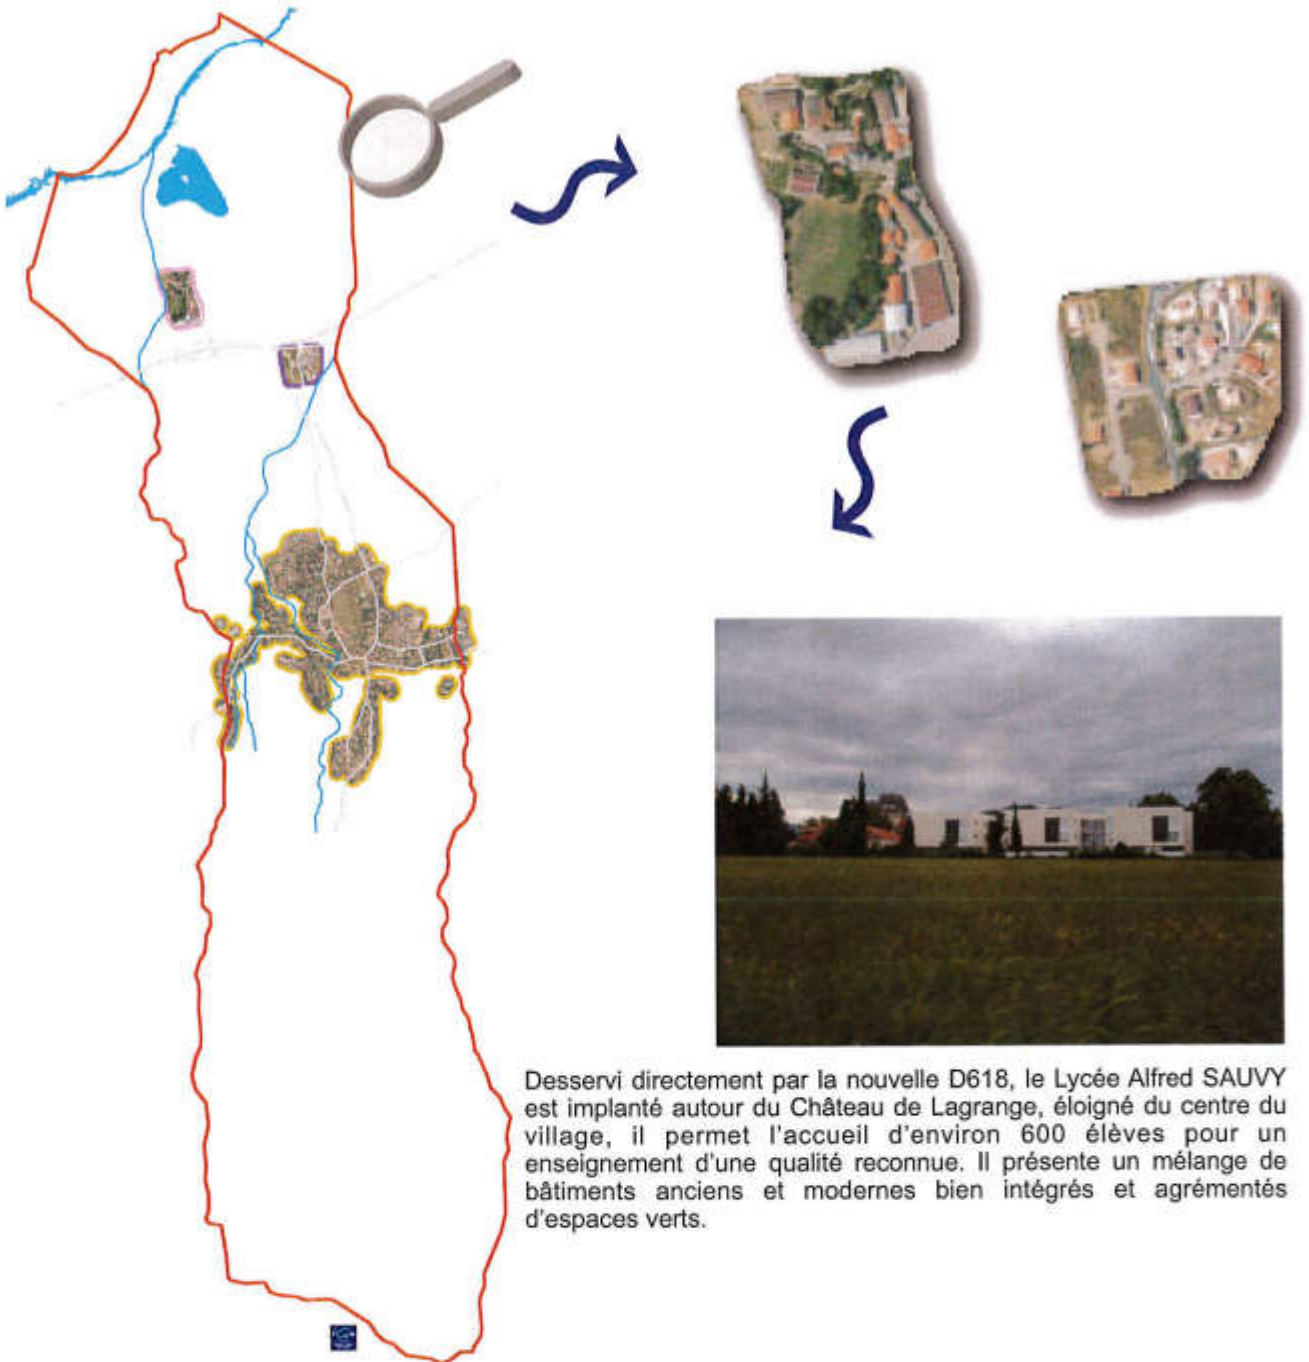 Desservi directement par la nouvelle D618, le Lycée Alfred SAUVY
est implanté autour du Château de Lagrange, éloigné du centre du
village, il permet l'accueil d'environ 600 élèves pour un
enseignement d'une qualité reconnue. Il présente un mélange de
bâtiments anciens et modernes bien intégrés et agrémentés
d'espaces verts.